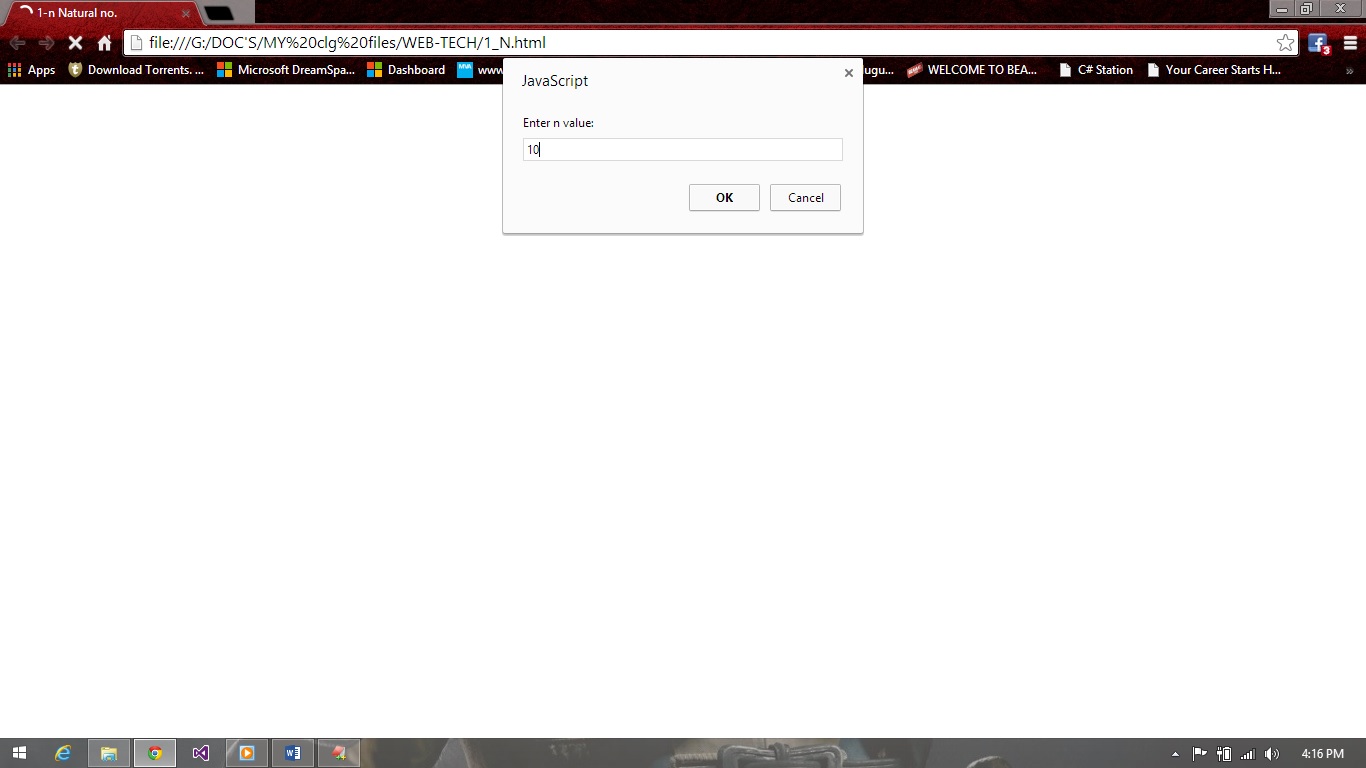 1-n Natural no.
file:///G:/DOC'S/MY%20clg%20files/WEB-TECH/1_N.html
Apps Download Torrents. ... Microsoft DreamSpa... Dashboard MVA www ugu... WELCOME TO BEA... C# Station Your Career Starts H... »
JavaScript
Enter n value:
10
OK Cancel
3
4:16 PM